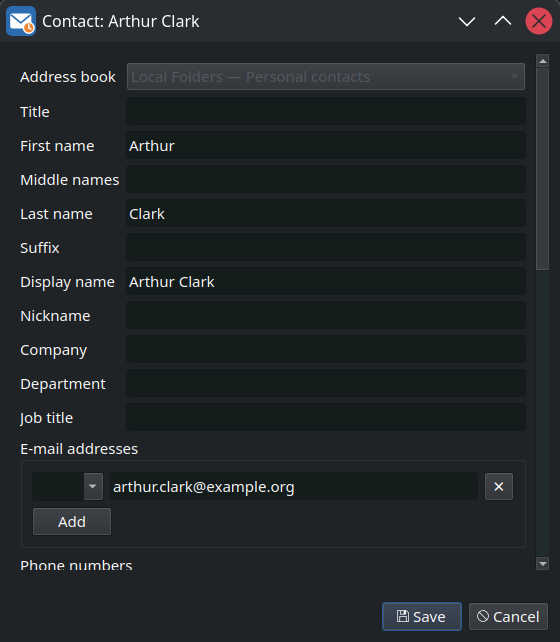 Contact: Arthur Clark
Address book Local Folders — Personal contacts
Title
First name Arthur
Middle names
Last name Clark
Suffix
Display name Arthur Clark
Nickname
Company
Department
Job title
E-mail addresses
arthur.clark@example.org
Add
Phone numbers
Save Cancel